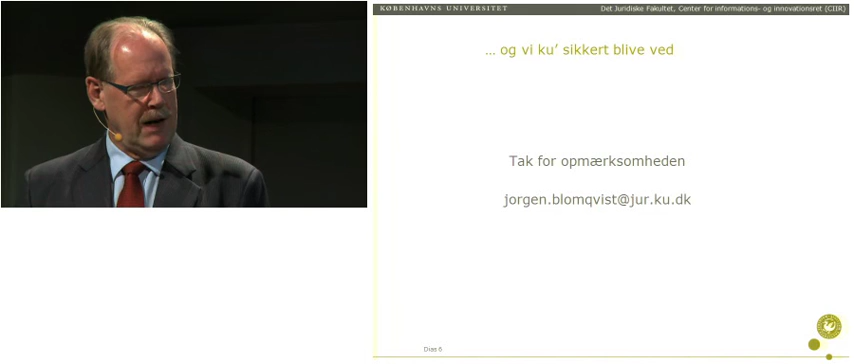 KØBENHAVNS UNIVERSITET
Det Juridiske Fakultet, Center for informations- og innovationsret (CIIR)
... og vi ku' sikkert blive ved
Tak for opmærksomheden
jorgen.blomqvist@jur.ku.dk
Dias 6